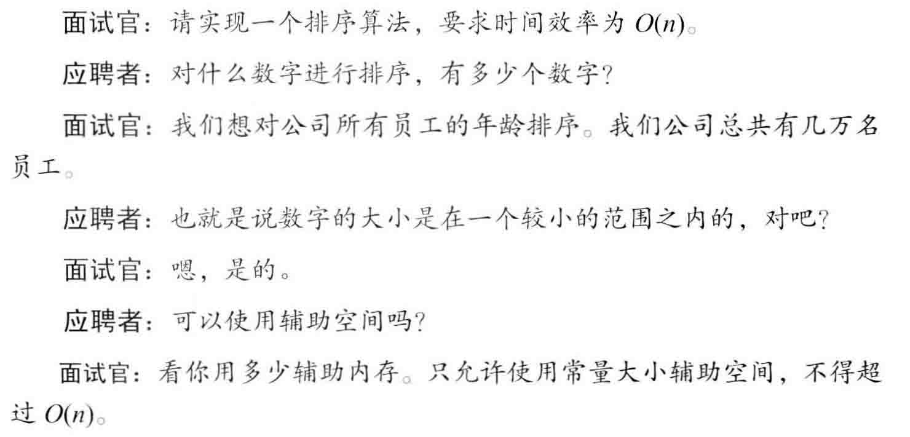 面试官：请实现一个排序算法，要求时间效率为 O(n)。
应聘者：对什么数字进行排序，有多少个数字？
面试官：我们想对公司所有员工的年龄排序。我们公司总共有几万名
员工。
应聘者：也就是说数字的大小是在一个较小的范围之内的，对吧？
面试官：嗯，是的。
应聘者：可以使用辅助空间吗？
面试官：看你用多少辅助内存。只允许使用常量大小辅助空间，不得超
过 O(n)。